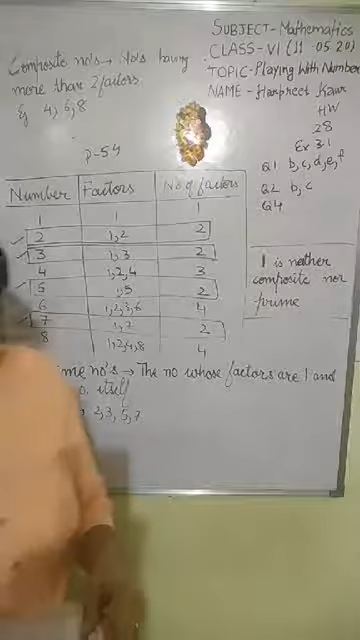 SUBJECT - Mathematics
CLASS - VI (11.05.20)
TOPIC - Playing With Number
NAME - Harpreet Kaur
HW
28
Ex 3.1
Q1 b, c, d, e, f
Q2 b, c
Q4
Composite no's → No's having
more than 2 factors
Eg 4, 6, 8
P-54
Number Factors No of factors
1 1 1
2 1,2 2
3 1,3 2
4 1,2,4 3
5 1,5 2
6 1,2,3,6 4
7 1,7 2
8 1,2,4,8 4
1 is neither
composite nor
prime
ime no's → The no whose factors are 1 and
o. itself
2,3, 5, 7